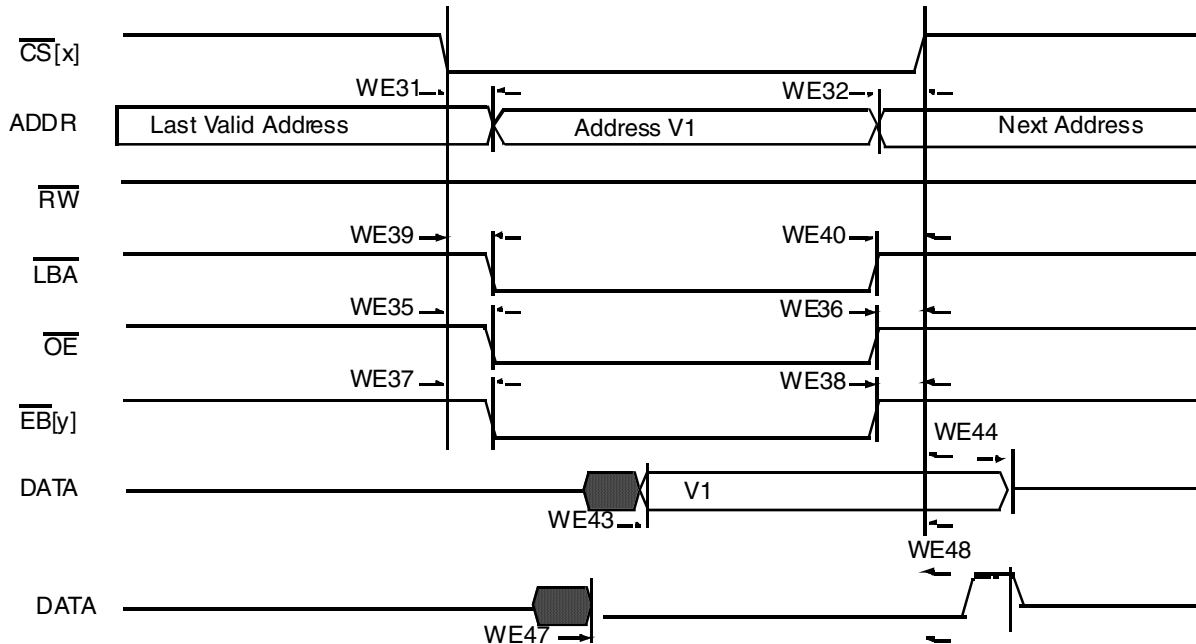 CS[x]
WE31
WE32
ADDR
Last Valid Address
Address V1
Next Address
RW
WE39
WE40
LBA
WE35
WE36
OE
WE37
WE38
EB[y]
WE44
DATA
V1
WE43
WE48
DATA
WE47